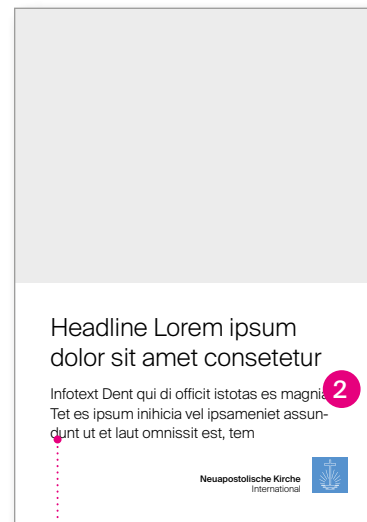 Headline Lorem ipsum
dolor sit amet consetetur
Infotext Dent qui di officit istotas es magnia
2
Tet es ipsum inihicia vel ipsameniet assun-
dunt ut et laut omnissit est, tem
Neuapostolische Kirche
International